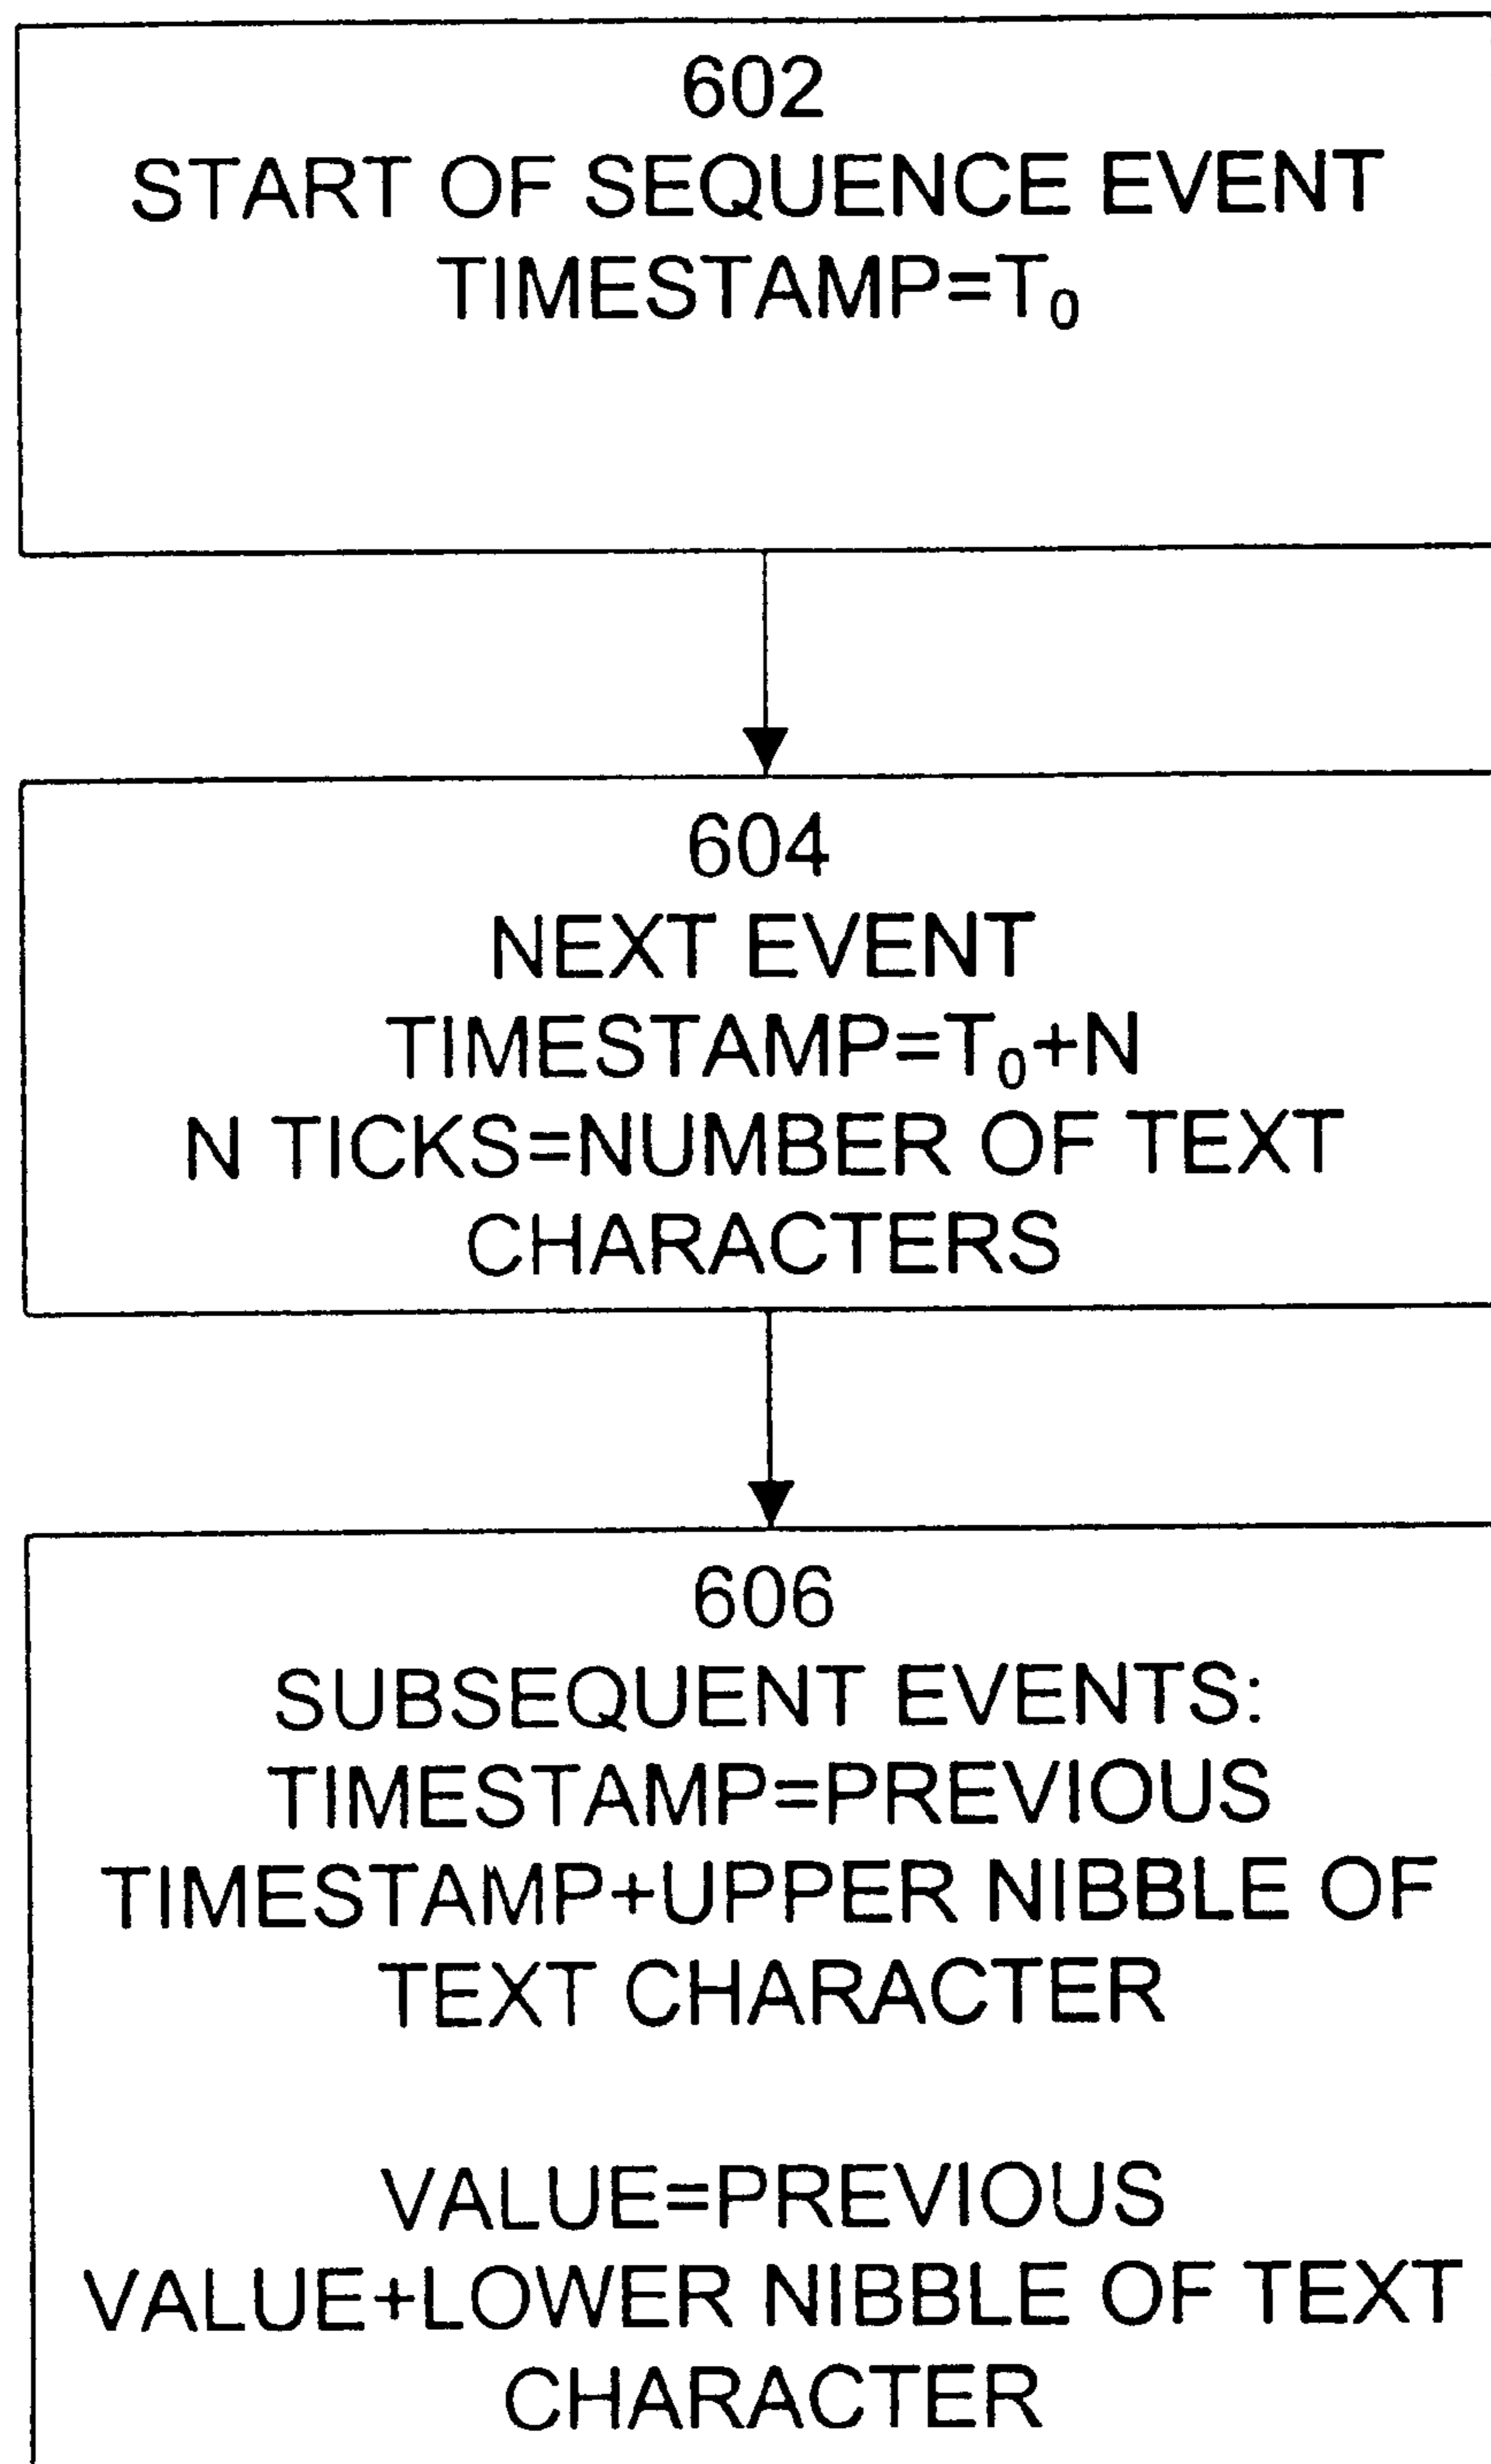 602
START OF SEQUENCE EVENT
TIMESTAMP=T₀
604
NEXT EVENT
TIMESTAMP=T₀+N
N TICKS=NUMBER OF TEXT
CHARACTERS
606
SUBSEQUENT EVENTS:
TIMESTAMP=PREVIOUS
TIMESTAMP+UPPER NIBBLE OF
TEXT CHARACTER
VALUE=PREVIOUS
VALUE+LOWER NIBBLE OF TEXT
CHARACTER